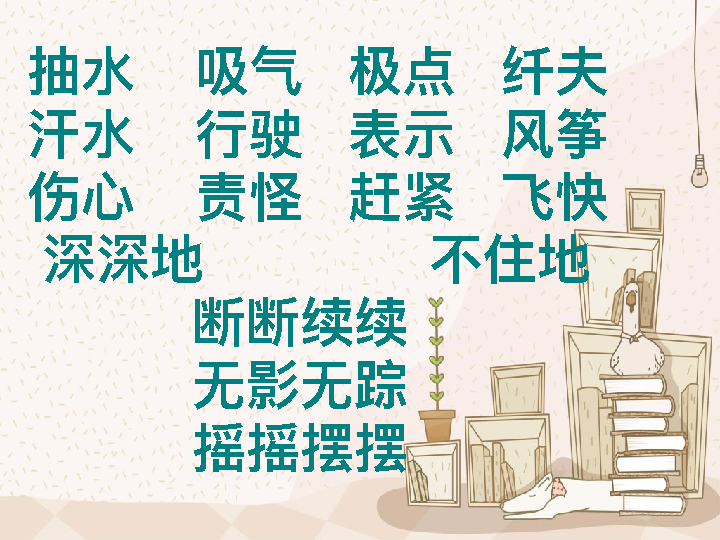 抽水 吸气 极点 纤夫
汗水 行驶 表示 风筝
伤心 责怪 赶紧 飞快
深深地 不住地
断断续续
无影无踪
摇摇摆摆